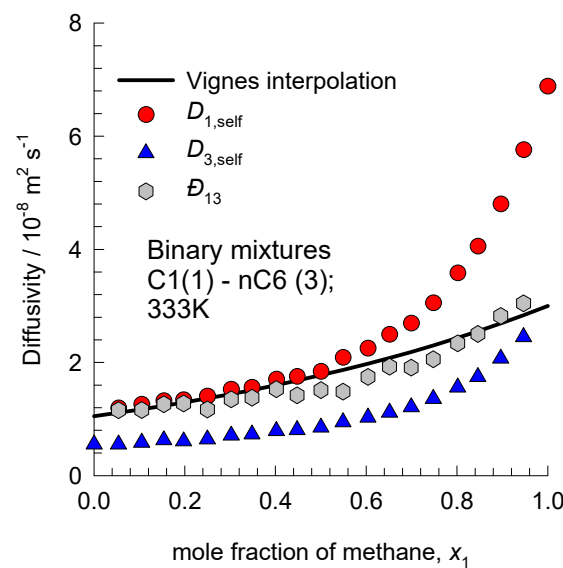 8
6
4
2
0
Diffusivity / 10⁻⁸ m² s⁻¹
Vignes interpolation
D₁,self
D₃,self
Đ₁₃
Binary mixtures
C1(1) - nC6 (3);
333K
0.0 0.2 0.4 0.6 0.8 1.0
mole fraction of methane, x₁